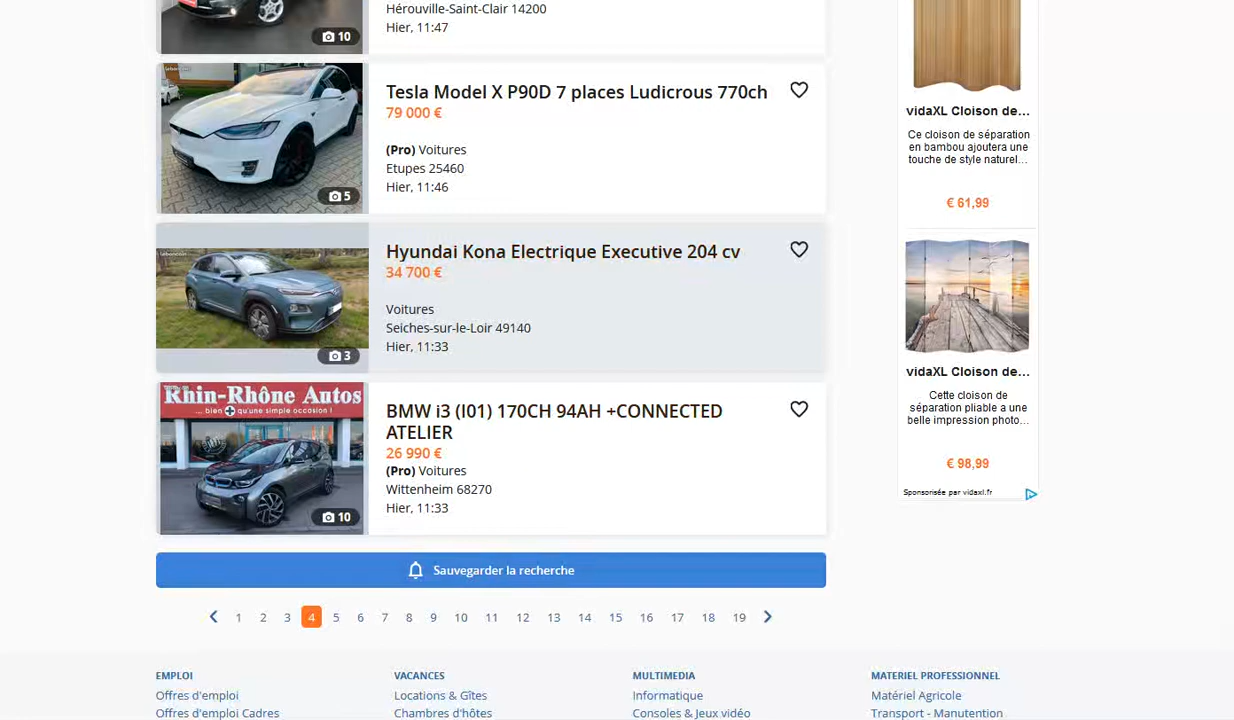 Hérouville-Saint-Clair 14200
Hier, 11:47
10
Tesla Model X P90D 7 places Ludicrous 770ch
79 000 €
(Pro) Voitures
Etupes 25460
Hier, 11:46
5
Hyundai Kona Electrique Executive 204 cv
34 700 €
Voitures
Seiches-sur-le-Loir 49140
Hier, 11:33
3
Rhin-Rhône Autos
... bien + qu'une simple occasion !
BMW i3 (I01) 170CH 94AH +CONNECTED
ATELIER
26 990 €
(Pro) Voitures
Wittenheim 68270
Hier, 11:33
10
Sauvegarder la recherche
1 2 3 4 5 6 7 8 9 10 11 12 13 14 15 16 17 18 19
vidaXL Cloison de...
Ce cloison de séparation
en bambou ajoutera une
touche de style naturel...
€ 61,99
vidaXL Cloison de...
Cette cloison de
séparation pliable a une
belle impression photo...
€ 98,99
Sponsorisée par vidaxl.fr
EMPLOI
Offres d'emploi
Offres d'emploi Cadres
VACANCES
Locations & Gîtes
Chambres d'hôtes
MULTIMEDIA
Informatique
Consoles & Jeux vidéo
MATERIEL PROFESSIONNEL
Matériel Agricole
Transport - Manutention